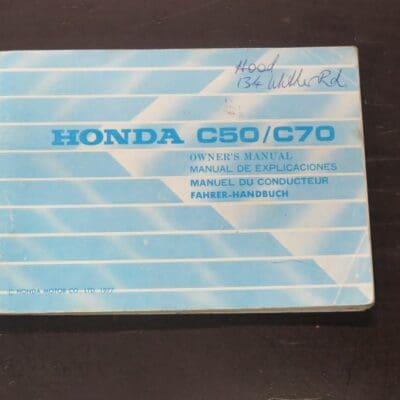 Hood
134 Rd
HONDA C50/C70
OWNER'S MANUAL
MANUAL DE EXPLICACIONES
MANUEL DU CONDUCTEUR
FAHRER-HANDBUCH
© HONDA MOTOR CO. LTD. 1977